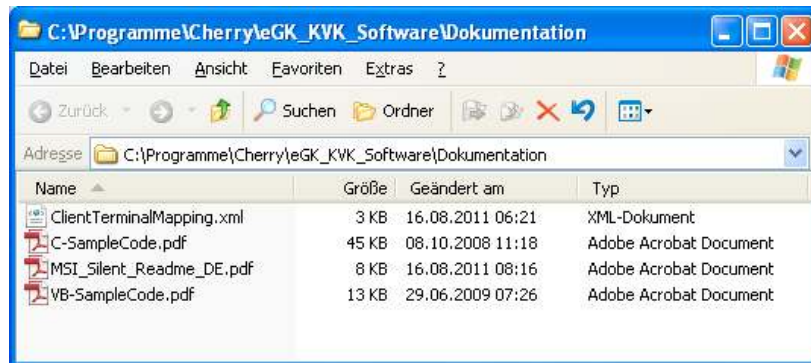 C:\Programme\Cherry\eGK_KVK_Software\Dokumentation
Datei Bearbeiten Ansicht Favoriten Extras ?
Zurück Suchen Ordner
Adresse C:\Programme\Cherry\eGK_KVK_Software\Dokumentation
Name Größe Geändert am Typ
ClientTerminalMapping.xml 3 KB 16.08.2011 06:21 XML-Dokument
C-SampleCode.pdf 45 KB 08.10.2008 11:18 Adobe Acrobat Document
MSI_Silent_Readme_DE.pdf 8 KB 16.08.2011 08:16 Adobe Acrobat Document
VB-SampleCode.pdf 13 KB 29.06.2009 07:26 Adobe Acrobat Document